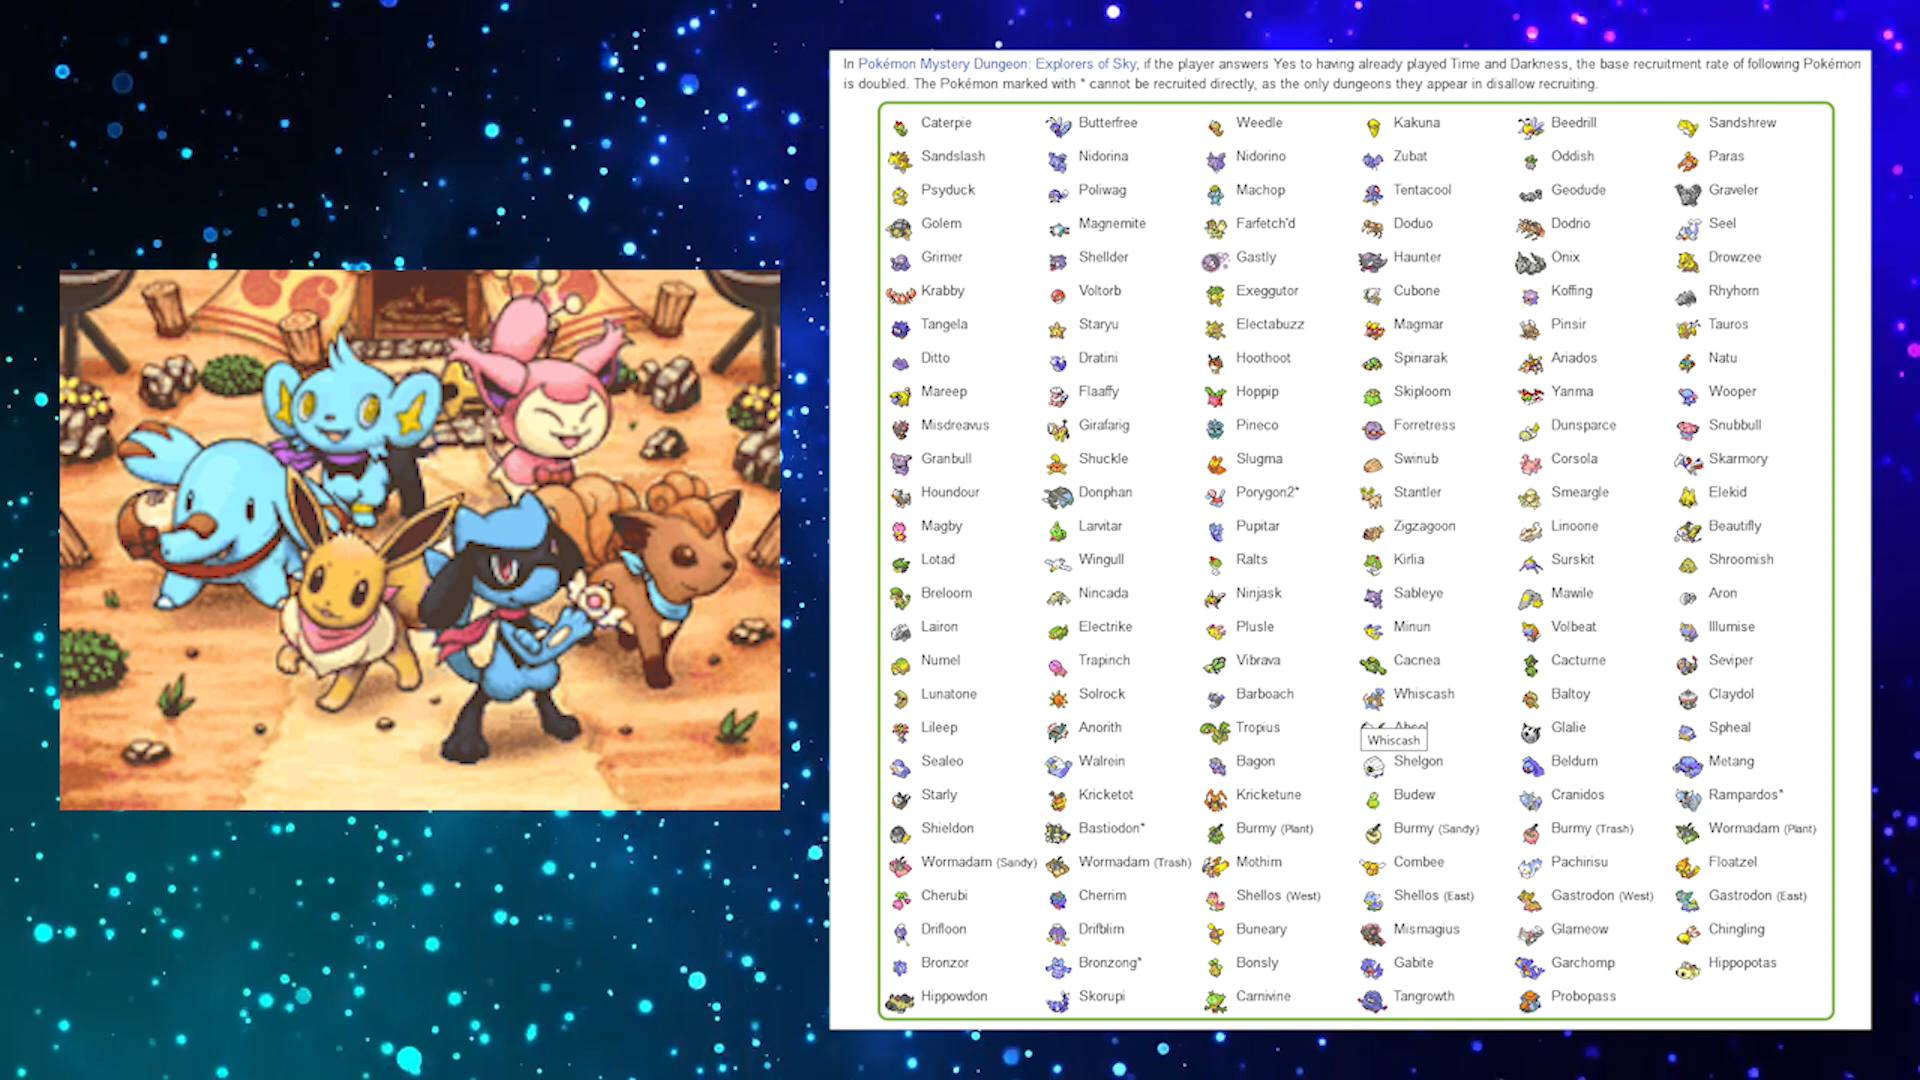 In Pokémon Mystery Dungeon: Explorers of Sky, if the player answers Yes to having already played Time and Darkness, the base recruitment rate of following Pokémon
is doubled. The Pokémon marked with * cannot be recruited directly, as the only dungeons they appear in disallow recruiting.
Caterpie Butterfree Weedle Kakuna Beedrill Sandshrew
Sandslash Nidorina Nidorino Zubat Oddish Paras
Psyduck Poliwag Machop Tentacool Geodude Graveler
Golem Magnemite Farfetch'd Doduo Dodrio Seel
Grimer Shellder Gastly Haunter Onix Drowzee
Krabby Voltorb Exeggutor Cubone Koffing Rhyhorn
Tangela Staryu Electabuzz Magmar Pinsir Tauros
Ditto Dratini Hoothoot Spinarak Ariados Natu
Mareep Flaaffy Hoppip Skiploom Yanma Wooper
Misdreavus Girafarig Pineco Forretress Dunsparce Snubbull
Granbull Shuckle Slugma Swinub Corsola Skarmory
Houndour Donphan Porygon2* Stantler Smeargle Elekid
Magby Larvitar Pupitar Zigzagoon Linoone Beautifly
Lotad Wingull Ralts Kirlia Surskit Shroomish
Breloom Nincada Ninjask Sableye Mawile Aron
Lairon Electrike Plusle Minun Volbeat Illumise
Numel Trapinch Vibrava Cacnea Cacturne Seviper
Lunatone Solrock Barboach Whiscash Baltoy Claydol
Lileep Anorith Tropius Absol Glalie Spheal
Whiscash
Sealeo Walrein Bagon Shelgon Beldum Metang
Starly Kricketot Kricketune Budew Cranidos Rampardos*
Shieldon Bastiodon* Burmy (Plant) Burmy (Sandy) Burmy (Trash) Wormadam (Plant)
Wormadam (Sandy) Wormadam (Trash) Mothim Combee Pachirisu Floatzel
Cherubi Cherrim Shellos (West) Shellos (East) Gastrodon (West) Gastrodon (East)
Drifloon Drifblim Buneary Mismagius Glameow Chingling
Bronzor Bronzong* Bonsly Gabite Garchomp Hippopotas
Hippowdon Skorupi Carnivine Tangrowth Probopass